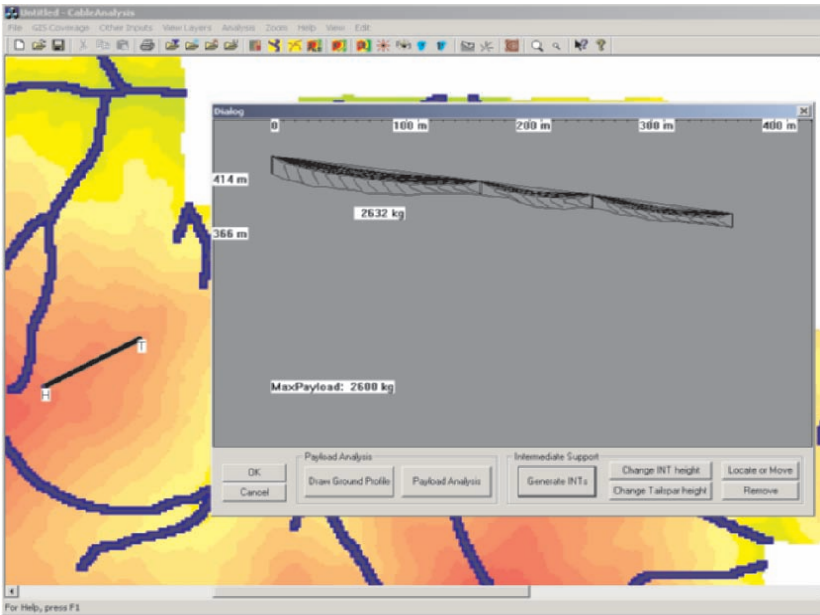 Untitled - CableAnalysis
File GIS-Coverage Other Inputs View Layers Analysis Zoom Help View Edit
Dialog
0 100 m 200 m 300 m 400 m
414 m
2632 kg
366 m
T
H
MaxPayload: 2600 kg
Payload Analysis
Intermediate Support
OK
Cancel
Draw Ground Profile
Payload Analysis
Generate INTs
Change INT height
Locate or Move
Change Tailspar height
Remove
For Help, press F1